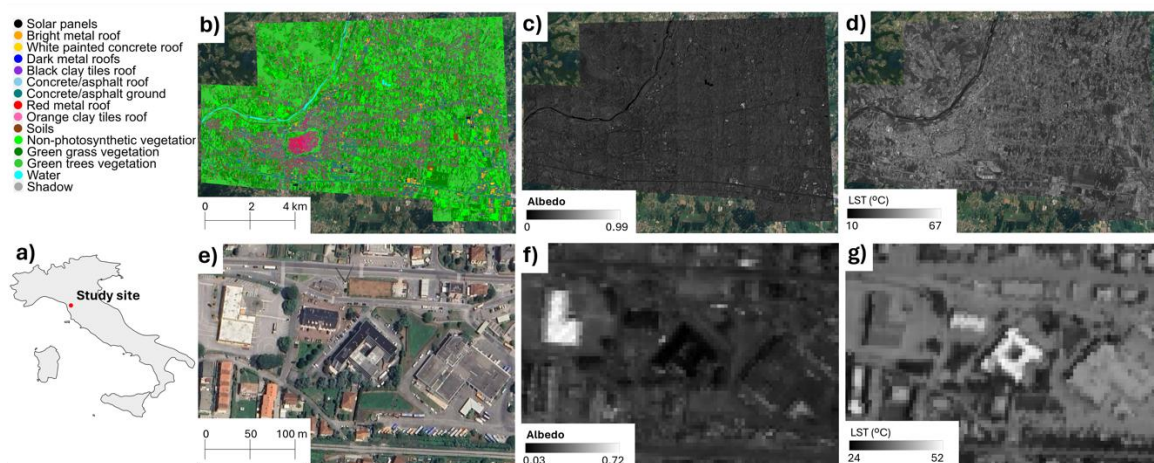 Solar panels
Bright metal roof
White painted concrete roof
Dark metal roofs
Black clay tiles roof
Concrete/asphalt roof
Concrete/asphalt ground
Red metal roof
Orange clay tiles roof
Soils
Non-photosynthetic vegetation
Green grass vegetation
Green trees vegetation
Water
Shadow
b)
0 2 4 km
c)
Albedo
0 0.99
d)
LST (ºC)
10 67
a)
Study site
e)
0 50 100 m
f)
Albedo
0.03 0.72
g)
LST (ºC)
24 52